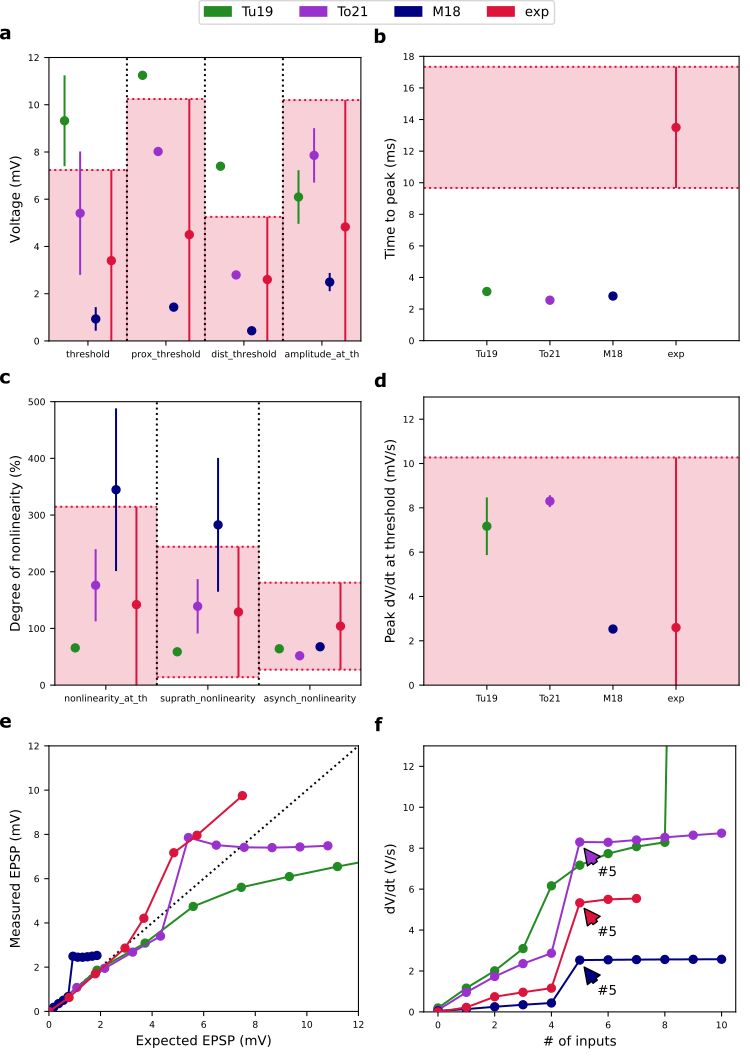 Tu19 To21 M18 exp
a
Voltage (mV)
12
10
8
6
4
2
0
threshold prox_threshold dist_threshold amplitude_at_th
b
Time to peak (ms)
18
16
14
12
10
8
6
4
2
0
Tu19 To21 M18 exp
c
Degree of nonlinearity (%)
500
400
300
200
100
0
nonlinearity_at_th suprath_nonlinearity asynch_nonlinearity
d
Peak dV/dt at threshold (mV/s)
12
10
8
6
4
2
0
Tu19 To21 M18 exp
e
Measured EPSP (mV)
12
10
8
6
4
2
0
0 2 4 6 8 10 12
Expected EPSP (mV)
f
dV/dt (V/s)
12
10
8
6
4
2
0
#5
#5
#5
0 2 4 6 8 10
# of inputs